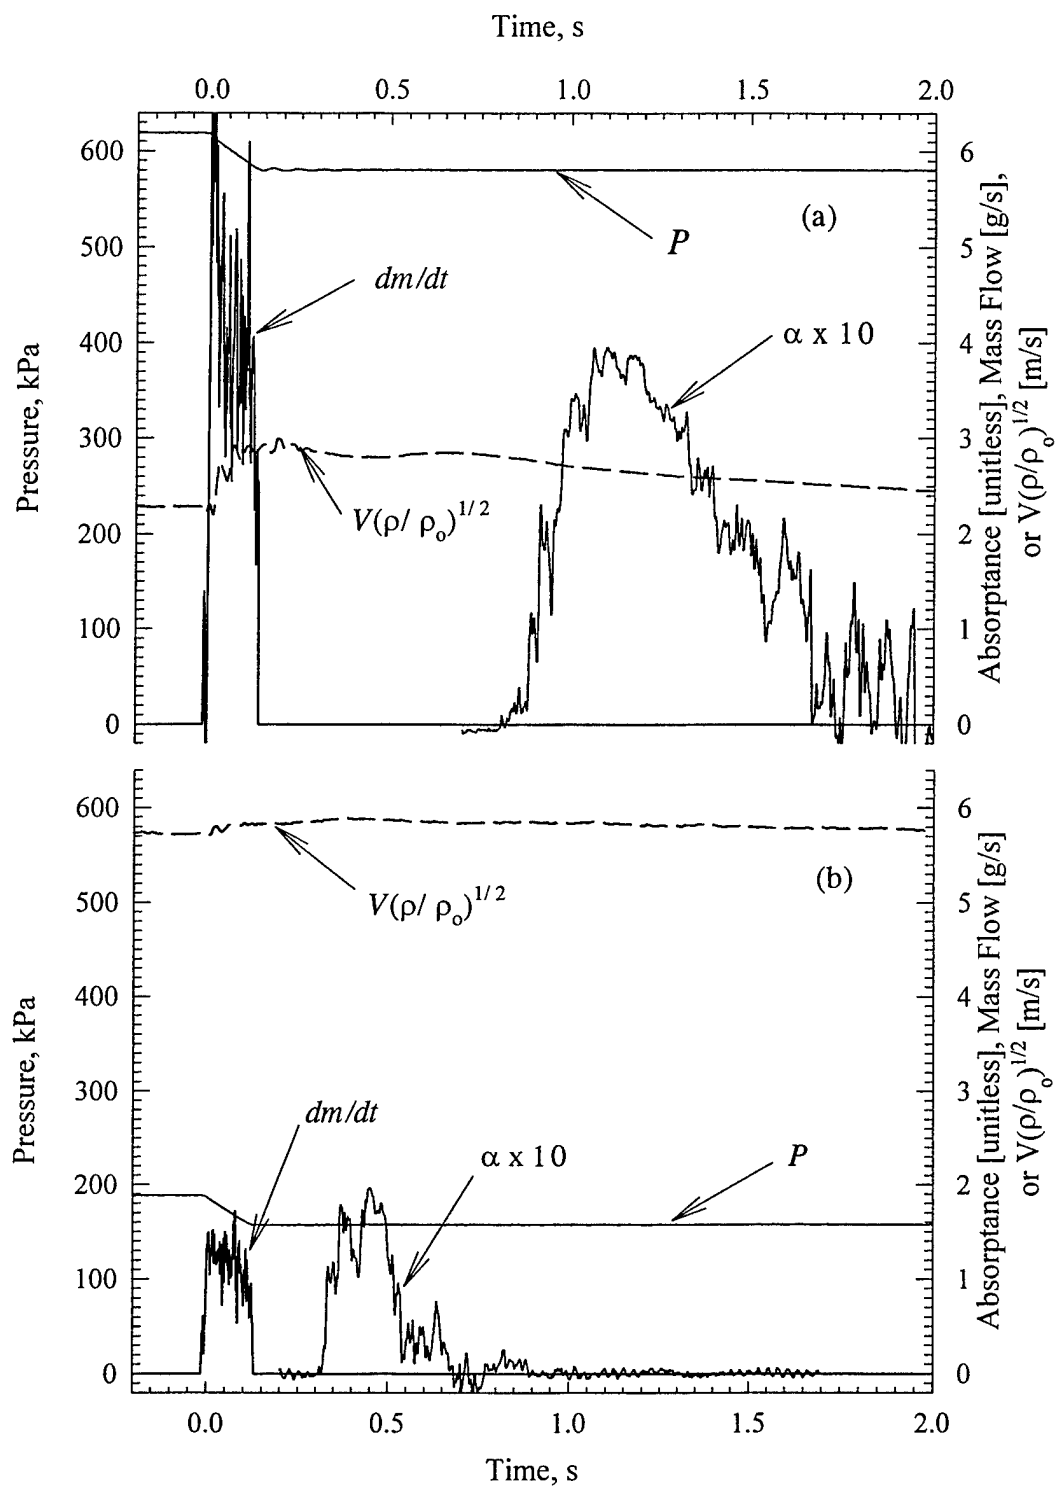 Time, s
0.0 0.5 1.0 1.5 2.0
600
500
400
300
200
100
0
Pressure, kPa
6
5
4
3
2
1
0
Absorptance [unitless], Mass Flow [g/s],
or V(ρ/ρo)1/2 [m/s]
(a)
P
dm/dt
α x 10
V(ρ/ ρo)1/2
600
500
400
300
200
100
0
Pressure, kPa
6
5
4
3
2
1
0
Absorptance [unitless], Mass Flow [g/s]
or V(ρ/ρo)1/2 [m/s]
(b)
V(ρ/ ρo)1/2
dm/dt
α x 10
P
0.0 0.5 1.0 1.5 2.0
Time, s